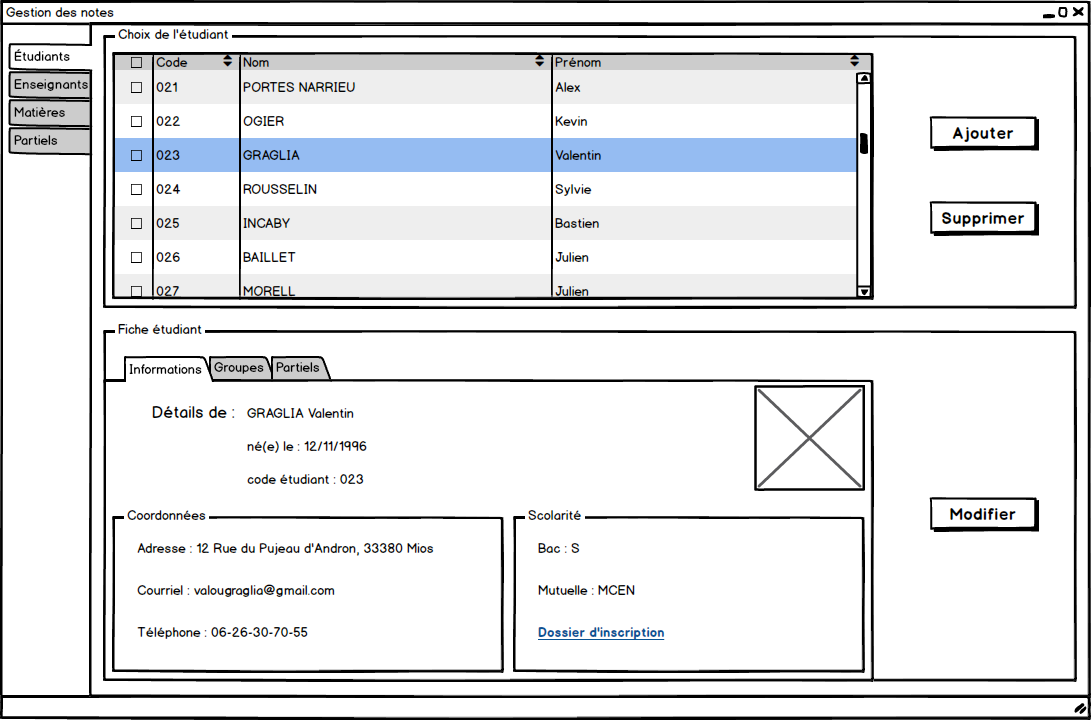 Gestion des notes
Étudiants
Enseignants
Matières
Partiels
Choix de l'étudiant
Code Nom Prénom
021 PORTES NARRIEU Alex
022 OGIER Kevin
023 GRAGLIA Valentin
024 ROUSSELIN Sylvie
025 INCABY Bastien
026 BAILLET Julien
027 MORELL Julien
Ajouter
Supprimer
Fiche étudiant
Informations Groupes Partiels
Détails de : GRAGLIA Valentin
né(e) le : 12/11/1996
code étudiant : 023
Coordonnées
Adresse : 12 Rue du Pujeau d'Andron, 33380 Mios
Courriel : valougraglia@gmail.com
Téléphone : 06-26-30-70-55
Scolarité
Bac : S
Mutuelle : MCEN
Dossier d'inscription
Modifier